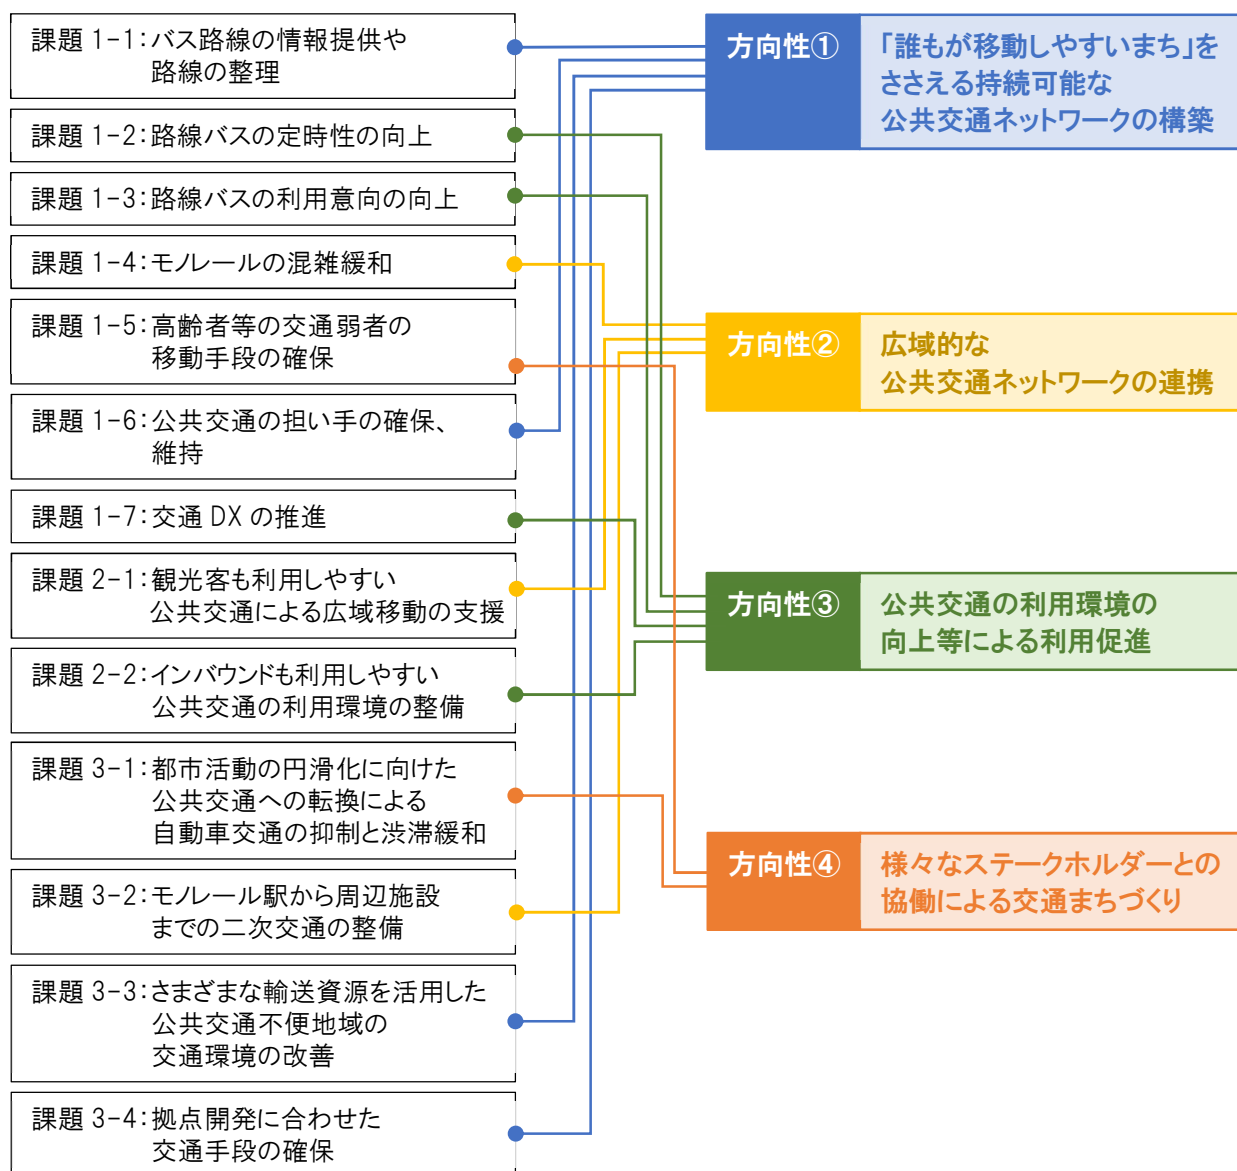 課題 1-1：バス路線の情報提供や
路線の整理
課題 1-2：路線バスの定時性の向上
課題 1-3：路線バスの利用意向の向上
課題 1-4：モノレールの混雑緩和
課題 1-5：高齢者等の交通弱者の
移動手段の確保
課題 1-6：公共交通の担い手の確保、
維持
課題 1-7：交通 DX の推進
課題 2-1：観光客も利用しやすい
公共交通による広域移動の支援
課題 2-2：インバウンドも利用しやすい
公共交通の利用環境の整備
課題 3-1：都市活動の円滑化に向けた
公共交通への転換による
自動車交通の抑制と渋滞緩和
課題 3-2：モノレール駅から周辺施設
までの二次交通の整備
課題 3-3：さまざまな輸送資源を活用した
公共交通不便地域の
交通環境の改善
課題 3-4：拠点開発に合わせた
交通手段の確保
方向性①
「誰もが移動しやすいまち」を
ささえる持続可能な
公共交通ネットワークの構築
方向性②
広域的な
公共交通ネットワークの連携
方向性③
公共交通の利用環境の
向上等による利用促進
方向性④
様々なステークホルダーとの
協働による交通まちづくり